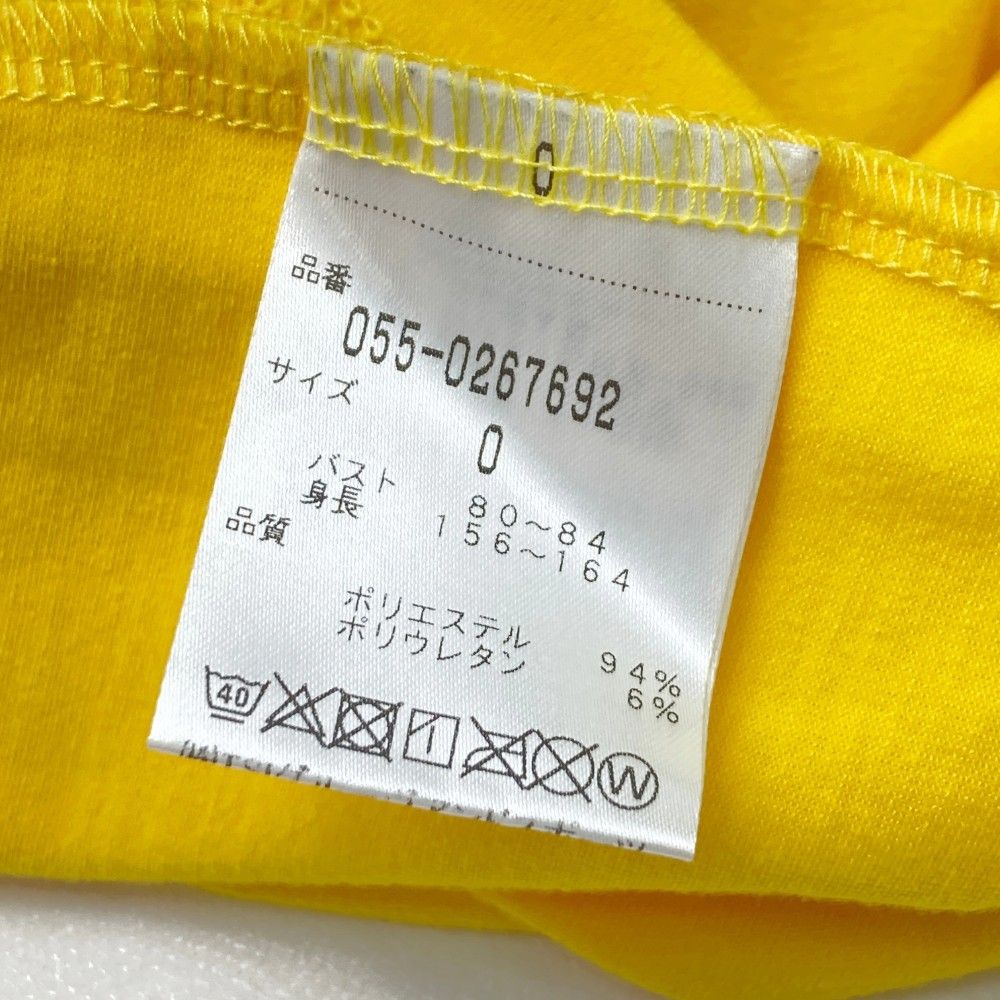 0
品番
055-0267692
サイズ
0
バスト 80～84
身長 156～164
品質
ポリエステル 94%
ポリウレタン 6%
40
W